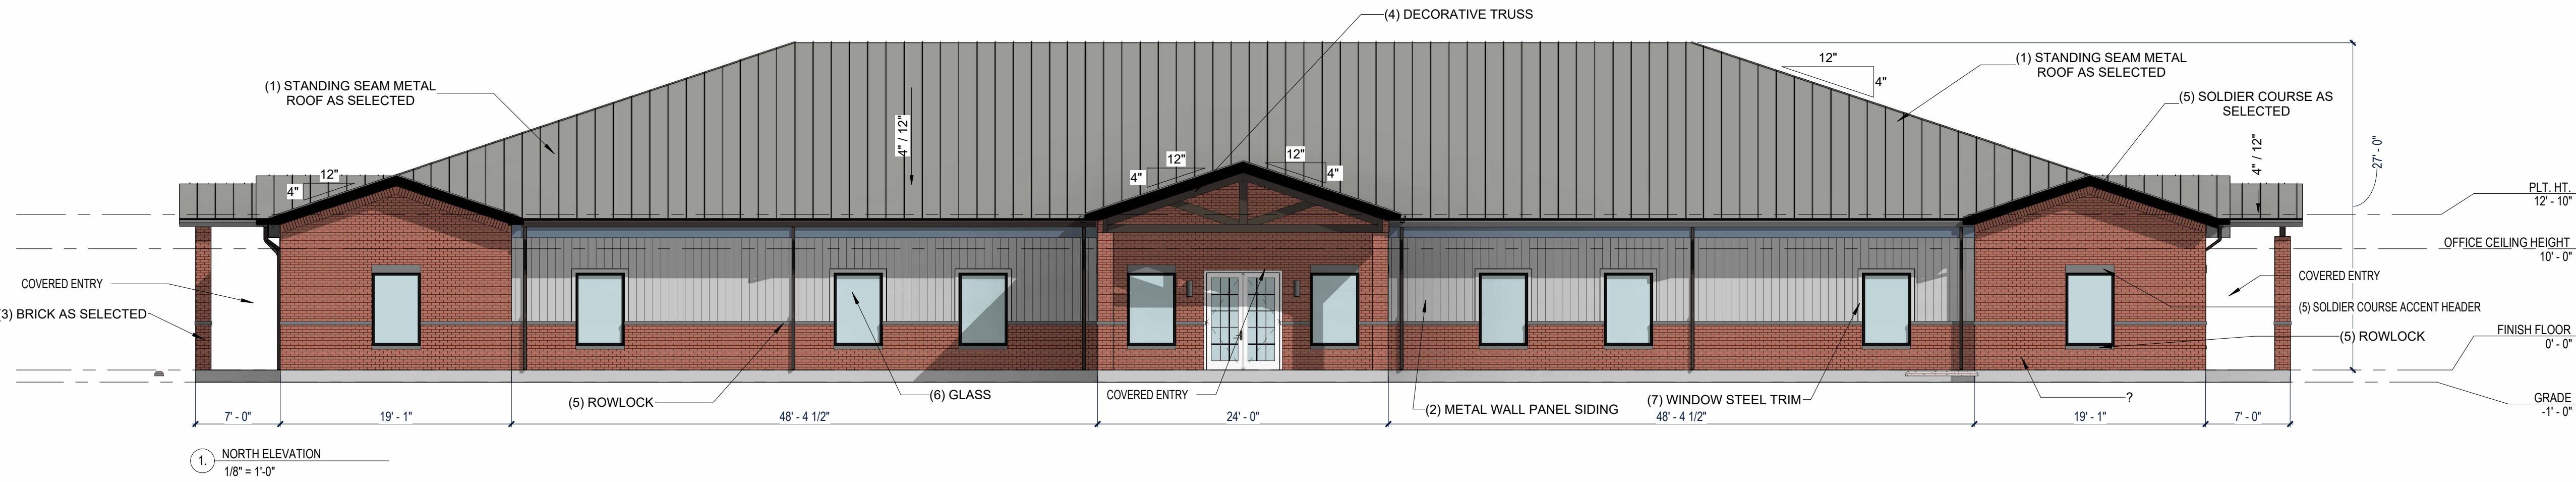 (4) DECORATIVE TRUSS
(1) STANDING SEAM METAL
ROOF AS SELECTED
12"
4"
(1) STANDING SEAM METAL
ROOF AS SELECTED
(5) SOLDIER COURSE AS
SELECTED
4" / 12"
4" / 12"
27' - 0"
12"
4"
12"
4"
12"
4"
PLT. HT.
12' - 10"
OFFICE CEILING HEIGHT
10' - 0"
COVERED ENTRY
COVERED ENTRY
(5) SOLDIER COURSE ACCENT HEADER
(3) BRICK AS SELECTED
FINISH FLOOR
0' - 0"
(5) ROWLOCK
(5) ROWLOCK
(6) GLASS
COVERED ENTRY
(2) METAL WALL PANEL SIDING
(7) WINDOW STEEL TRIM
?
GRADE
-1' - 0"
7' - 0"
19' - 1"
48' - 4 1/2"
24' - 0"
48' - 4 1/2"
19' - 1"
7' - 0"
1.
NORTH ELEVATION
1/8" = 1'-0"